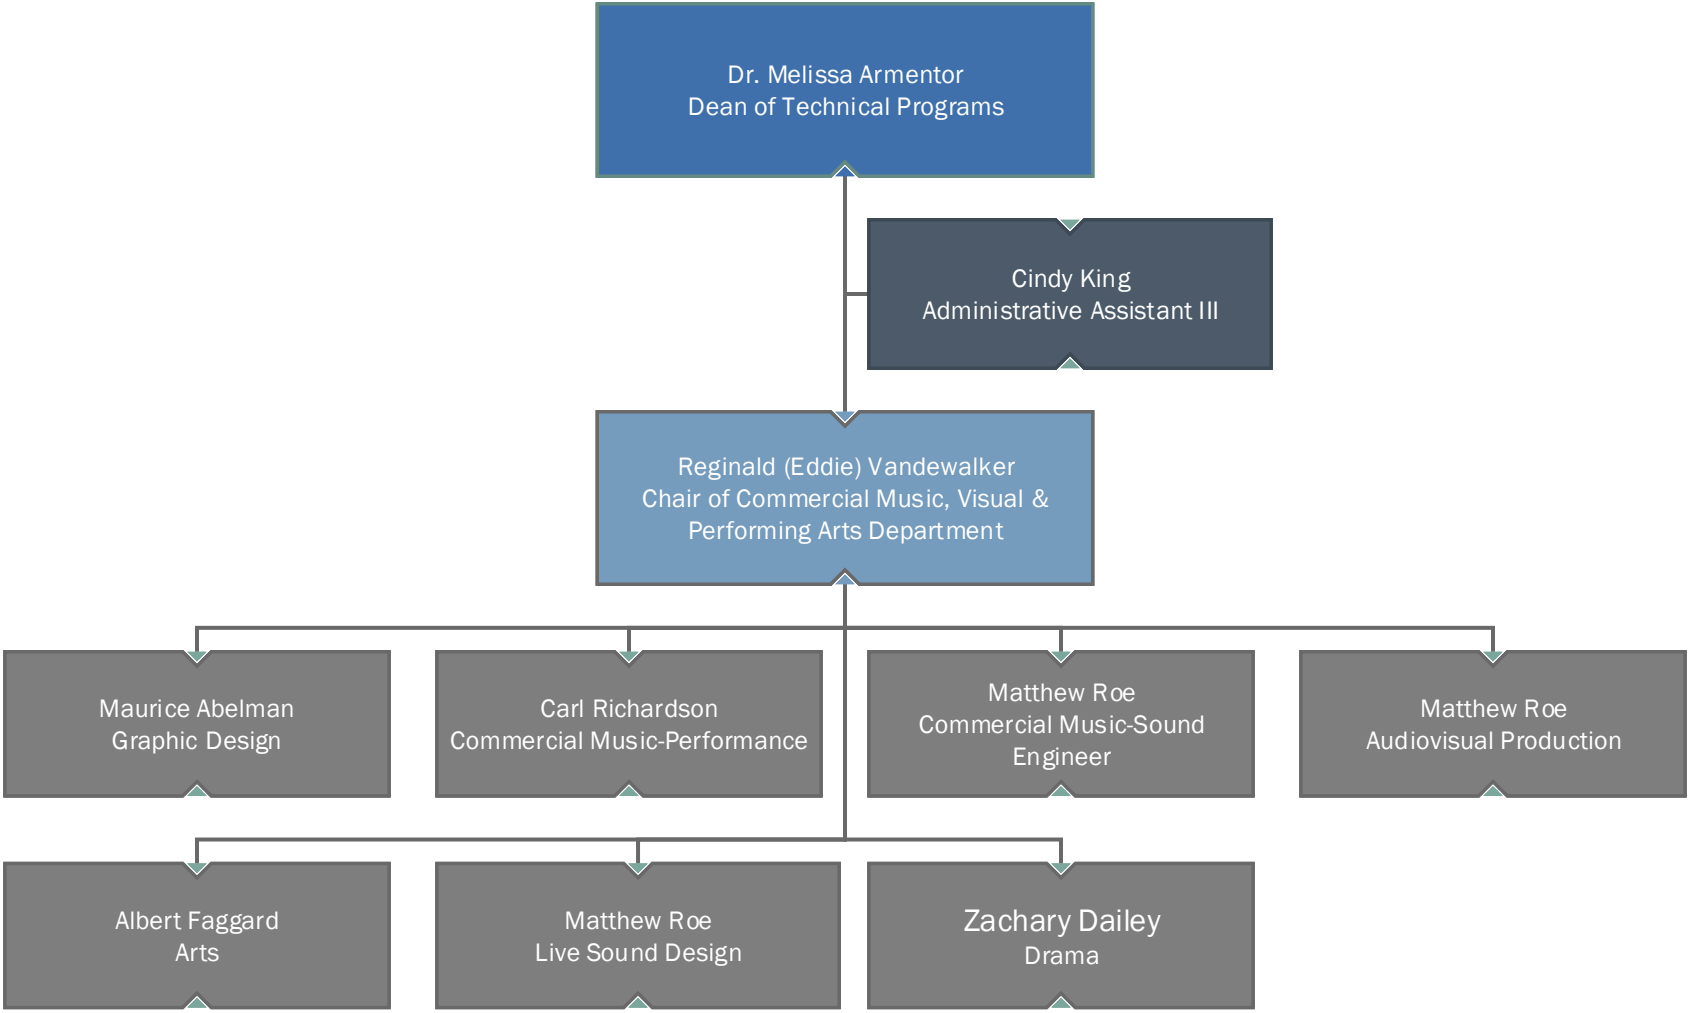 Dr. Melissa Armentor
Dean of Technical Programs
Cindy King
Administrative Assistant III
Reginald (Eddie) Vandewalker
Chair of Commercial Music, Visual &
Performing Arts Department
Maurice Abelman
Graphic Design
Carl Richardson
Commercial Music-Performance
Matthew Roe
Commercial Music-Sound
Engineer
Matthew Roe
Audiovisual Production
Albert Faggard
Arts
Matthew Roe
Live Sound Design
Zachary Dailey
Drama